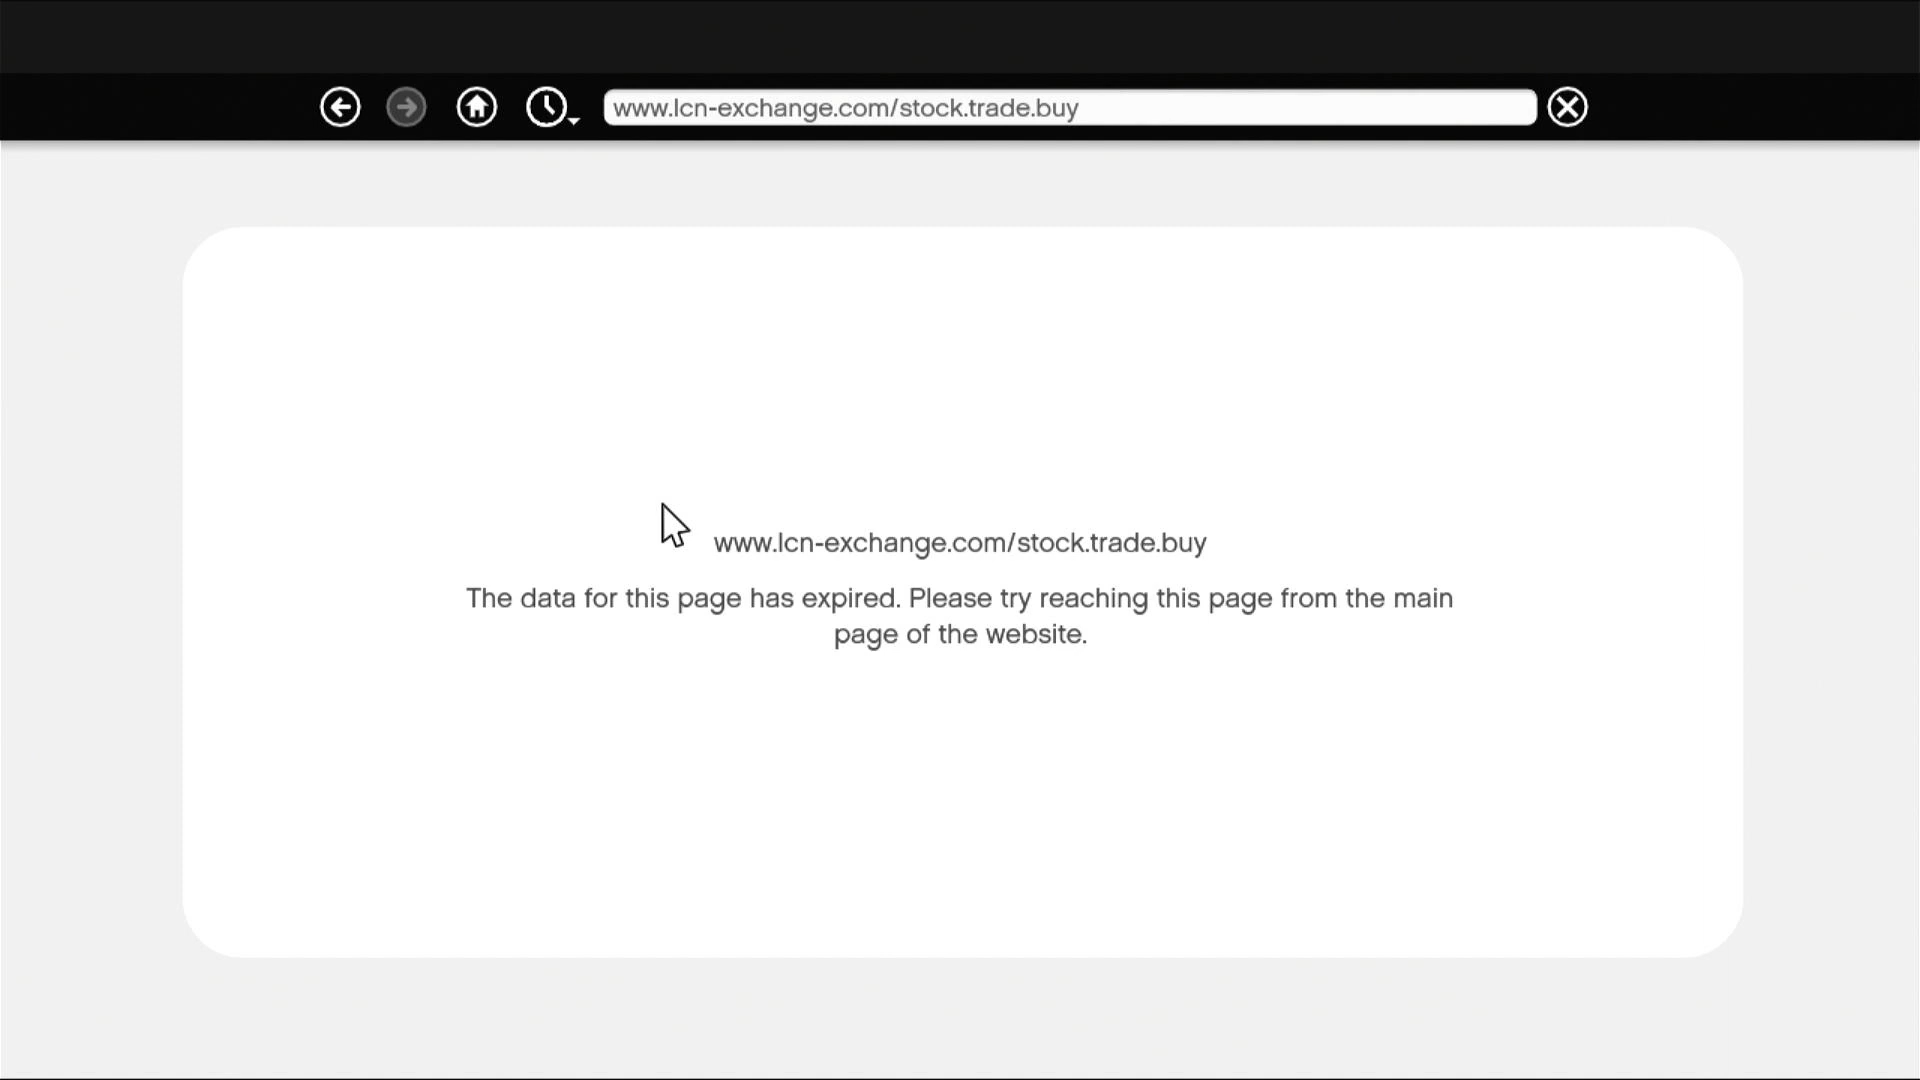 www.lcn-exchange.com/stock.trade.buy
www.lcn-exchange.com/stock.trade.buy
The data for this page has expired. Please try reaching this page from the main
page of the website.